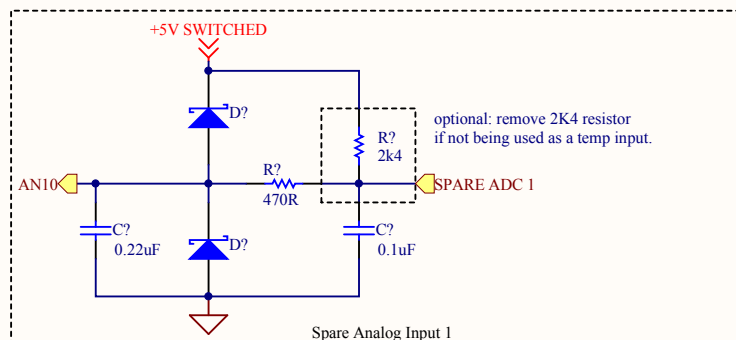 +5V SWITCHED
D?
optional: remove 2K4 resistor
if not being used as a temp input.
R?
2k4
R?
470R
AN10
SPARE ADC 1
C?
0.22uF
D?
C?
0.1uF
Spare Analog Input 1